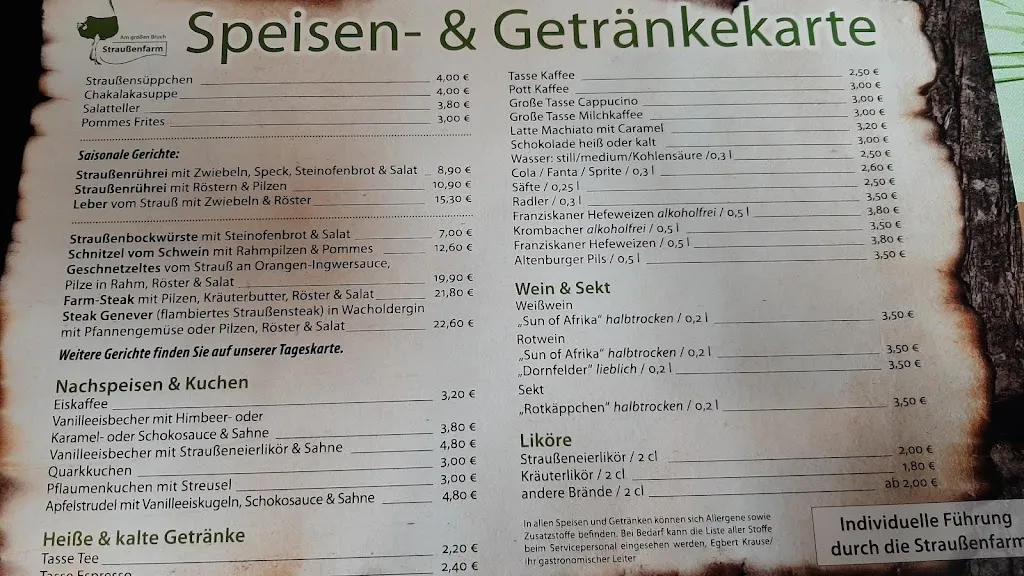 Am großen Bruch
Straußenfarm
Speisen- & Getränkekarte
Straußensüppchen 4,00 €
Chakalakasuppe 4,00 €
Salatteller 3,80 €
Pommes Frites 3,00 €
Saisonale Gerichte:
Straußenrührei mit Zwiebeln, Speck, Steinofenbrot & Salat 8,90 €
Straußenrührei mit Röstern & Pilzen 10,90 €
Leber vom Strauß mit Zwiebeln & Röster 15,30 €
Straußenbockwürste mit Steinofenbrot & Salat 7,00 €
Schnitzel vom Schwein mit Rahmpilzen & Pommes 12,60 €
Geschnetzeltes vom Strauß an Orangen-Ingwersauce,
Pilze in Rahm, Röster & Salat 19,90 €
Farm-Steak mit Pilzen, Kräuterbutter, Röster & Salat 21,80 €
Steak Genever (flambiertes Straußensteak) in Wacholdergin
mit Pfannengemüse oder Pilzen, Röster & Salat 22,60 €
Weitere Gerichte finden Sie auf unserer Tageskarte.
Nachspeisen & Kuchen
Eiskaffee 3,20 €
Vanilleeisbecher mit Himbeer- oder
Karamel- oder Schokosauce & Sahne 3,80 €
Vanilleeisbecher mit Straußeneierlikör & Sahne 4,80 €
Quarkkuchen 3,00 €
Pflaumenkuchen mit Streusel 3,00 €
Apfelstrudel mit Vanilleeiskugeln, Schokosauce & Sahne 4,80 €
Heiße & kalte Getränke
Tasse Tee 2,20 €
Tasse Espresso 2,40 €
Tasse Kaffee 2,50 €
Pott Kaffee 3,00 €
Große Tasse Cappucino 3,00 €
Große Tasse Milchkaffee 3,00 €
Latte Machiato mit Caramel 3,20 €
Schokolade heiß oder kalt 3,00 €
Wasser: still/medium/Kohlensäure /0,3 l 2,50 €
Cola / Fanta / Sprite / 0,3 l 2,60 €
Säfte / 0,25 l 2,50 €
Radler / 0,3 l 3,50 €
Franziskaner Hefeweizen alkoholfrei / 0,5 l 3,80 €
Krombacher alkoholfrei / 0,5 l 3,50 €
Franziskaner Hefeweizen / 0,5 l 3,80 €
Altenburger Pils / 0,5 l 3,50 €
Wein & Sekt
Weißwein
„Sun of Afrika“ halbtrocken / 0,2 l 3,50 €
Rotwein
„Sun of Afrika“ halbtrocken / 0,2 l 3,50 €
„Dornfelder“ lieblich / 0,2 l 3,50 €
Sekt
„Rotkäppchen“ halbtrocken / 0,2 l 3,50 €
Liköre
Straußeneierlikör / 2 cl 2,00 €
Kräuterlikör / 2 cl 1,80 €
andere Brände / 2 cl ab 2,00 €
In allen Speisen und Getränken können sich Allergene sowie
Zusatzstoffe befinden. Bei Bedarf kann die Liste aller Stoffe
beim Servicepersonal eingesehen werden, Egbert Krause/
Ihr gastronomischer Leiter
Individuelle Führung
durch die Straußenfarm